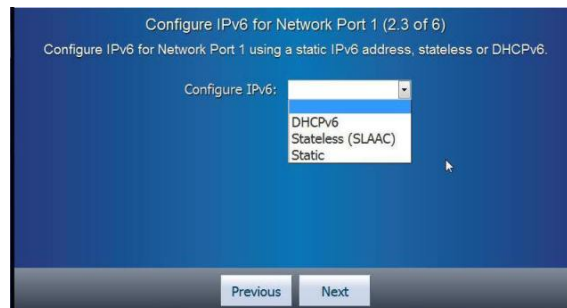 Configure IPv6 for Network Port 1 (2.3 of 6)
Configure IPv6 for Network Port 1 using a static IPv6 address, stateless or DHCPv6.
Configure IPv6:
DHCPv6
Stateless (SLAAC)
Static
Previous Next